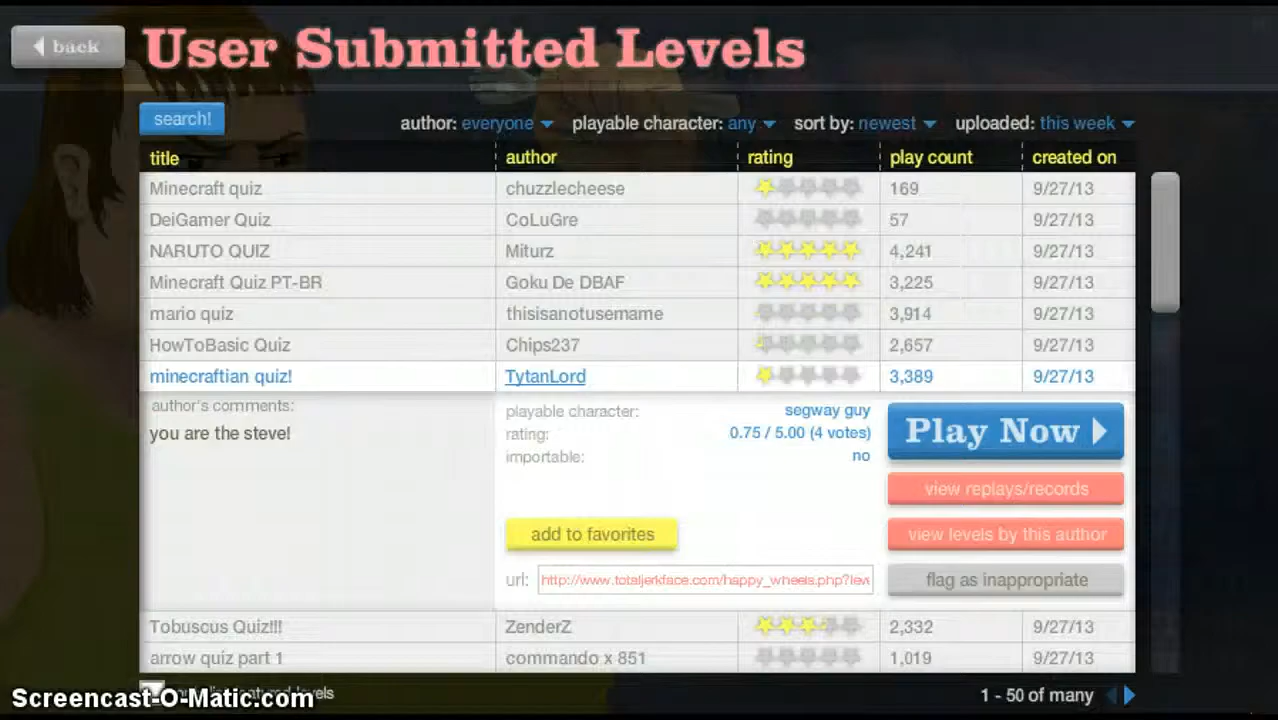 back
User Submitted Levels
search!
author: everyone playable character: any sort by: newest uploaded: this week
title author rating play count created on
Minecraft quiz chuzzlecheese 169 9/27/13
DeiGamer Quiz CoLuGre 57 9/27/13
NARUTO QUIZ Miturz 4,241 9/27/13
Minecraft Quiz PT-BR Goku De DBAF 3,225 9/27/13
mario quiz thisisanotusername 3,914 9/27/13
HowToBasic Quiz Chips237 2,657 9/27/13
minecraftian quiz! TytanLord 3,389 9/27/13
author's comments:
you are the steve!
playable character: segway guy
rating: 0.75 / 5.00 (4 votes)
importable: no
Play Now
view replays/records
add to favorites
view levels by this author
url: http://www.totaljerkface.com/happy_wheels.php?leve
flag as inappropriate
Tobuscus Quiz!!! ZenderZ 2,332 9/27/13
arrow quiz part 1 commando x 851 1,019 9/27/13
levels
1 - 50 of many
Screencast-O-Matic.com